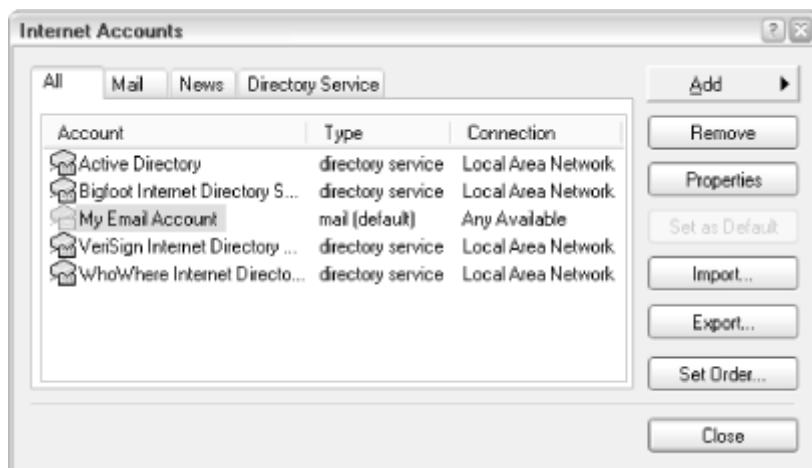 Internet Accounts
All Mail News Directory Service
Account Type Connection
Active Directory directory service Local Area Network
Bigfoot Internet Directory S... directory service Local Area Network
My Email Account mail (default) Any Available
VeriSign Internet Directory ... directory service Local Area Network
WhoWhere Internet Directo... directory service Local Area Network
Add
Remove
Properties
Set as Default
Import...
Export...
Set Order...
Close